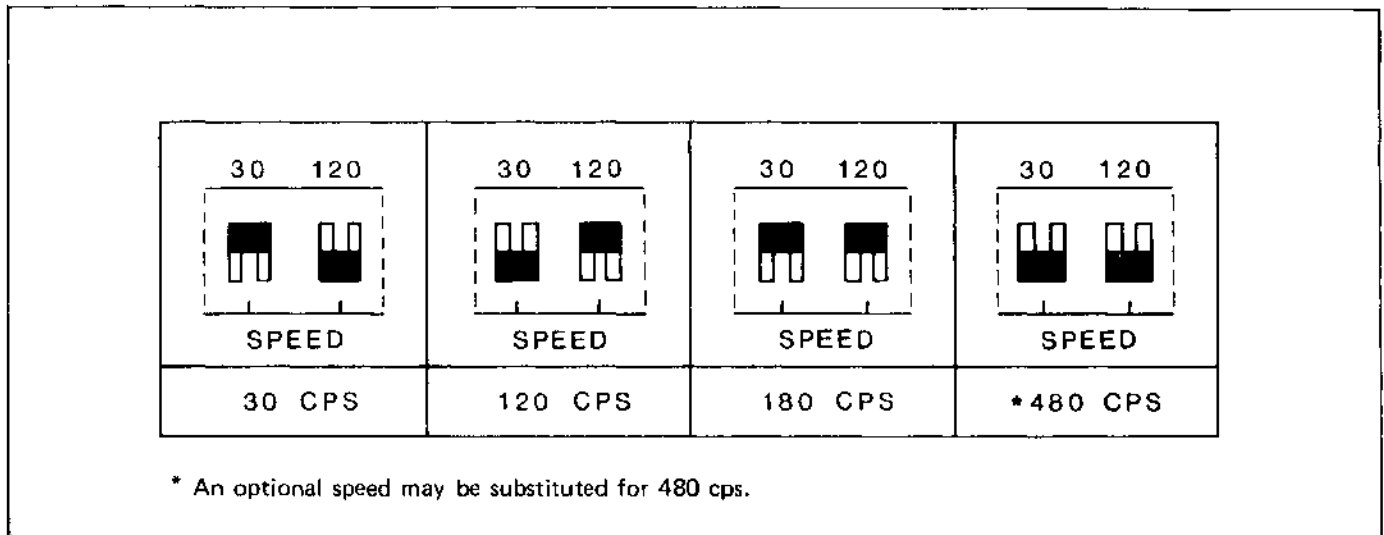 30 120 30 120 30 120 30 120
SPEED SPEED SPEED SPEED
30 CPS 120 CPS 180 CPS *480 CPS
* An optional speed may be substituted for 480 cps.